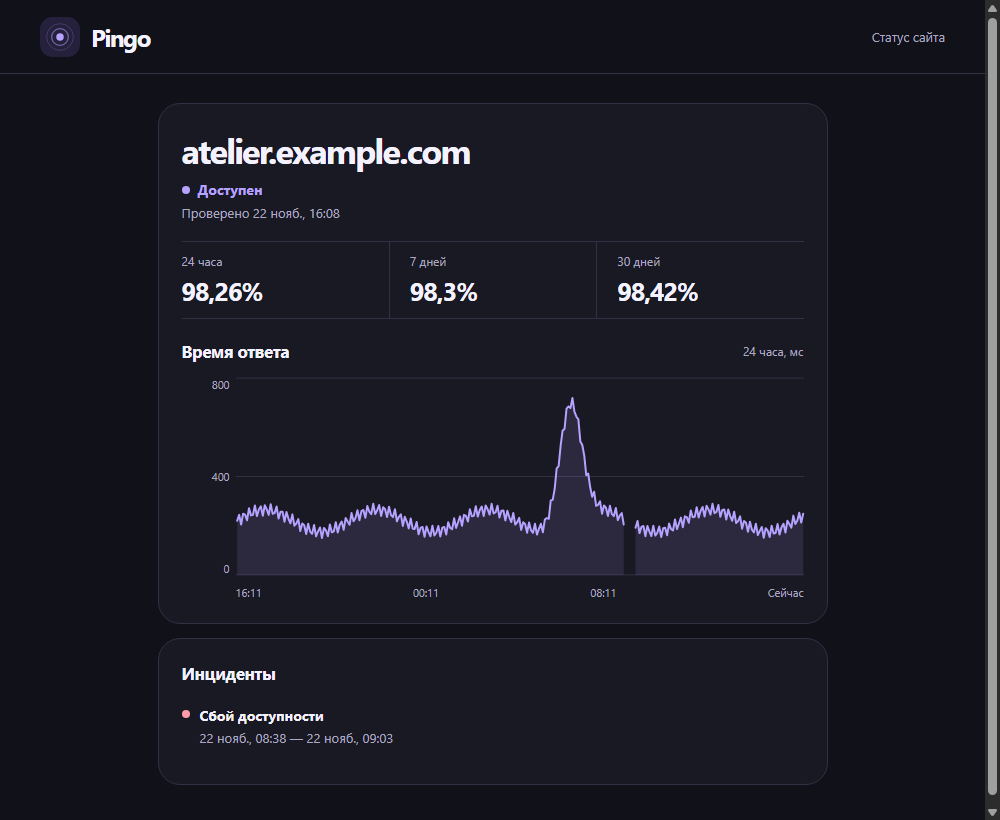 Pingo
Статус сайта
atelier.example.com
Доступен
Проверено 22 нояб., 16:08
24 часа
98,26%
7 дней
98,3%
30 дней
98,42%
Время ответа
24 часа, мс
800
400
0
16:11
00:11
08:11
Сейчас
Инциденты
Сбой доступности
22 нояб., 08:38 — 22 нояб., 09:03